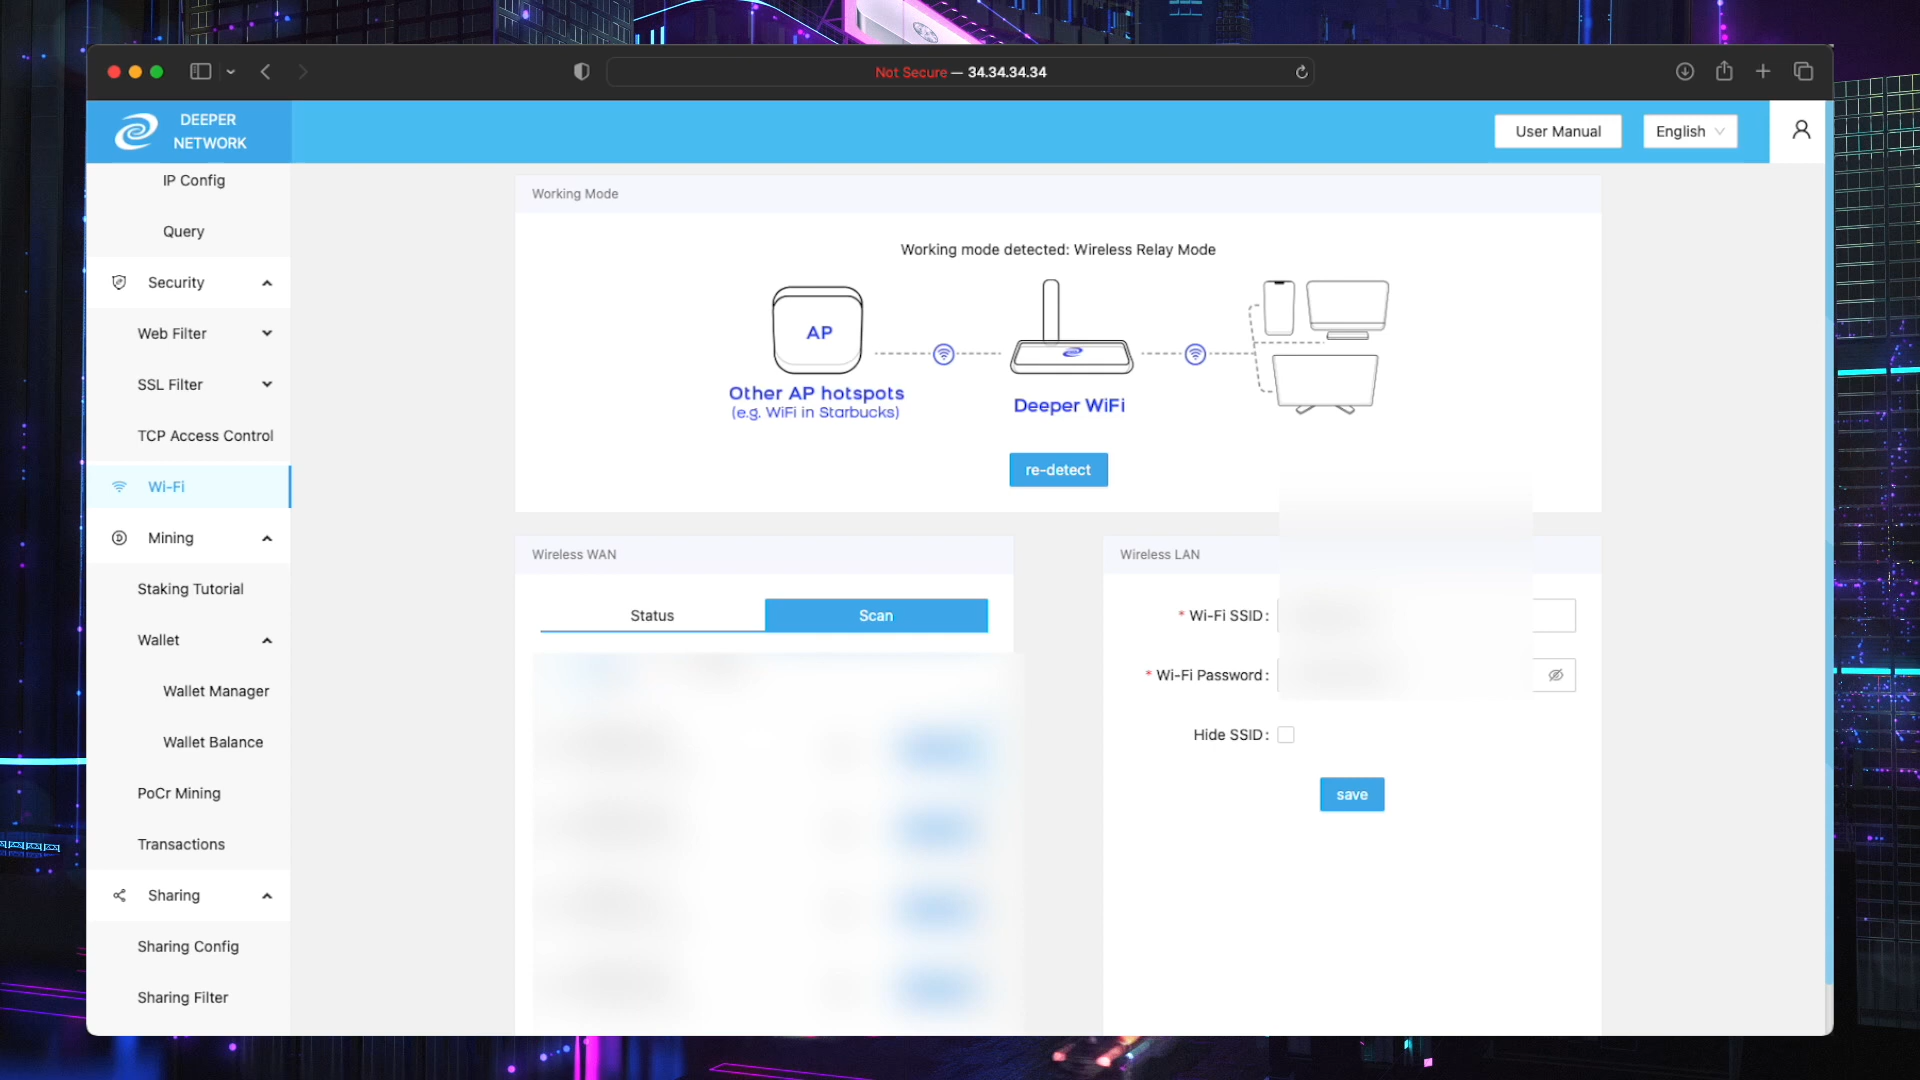 Not Secure — 34.34.34.34
DEEPER
NETWORK
User Manual
English
IP Config
Query
Security
Web Filter
SSL Filter
TCP Access Control
Wi-Fi
Mining
Staking Tutorial
Wallet
Wallet Manager
Wallet Balance
PoCr Mining
Transactions
Sharing
Sharing Config
Sharing Filter
Working Mode
Working mode detected: Wireless Relay Mode
AP
Other AP hotspots
(e.g. WiFi in Starbucks)
Deeper WiFi
re-detect
Wireless WAN
Status
Scan
Wireless LAN
* Wi-Fi SSID:
* Wi-Fi Password:
Hide SSID:
save